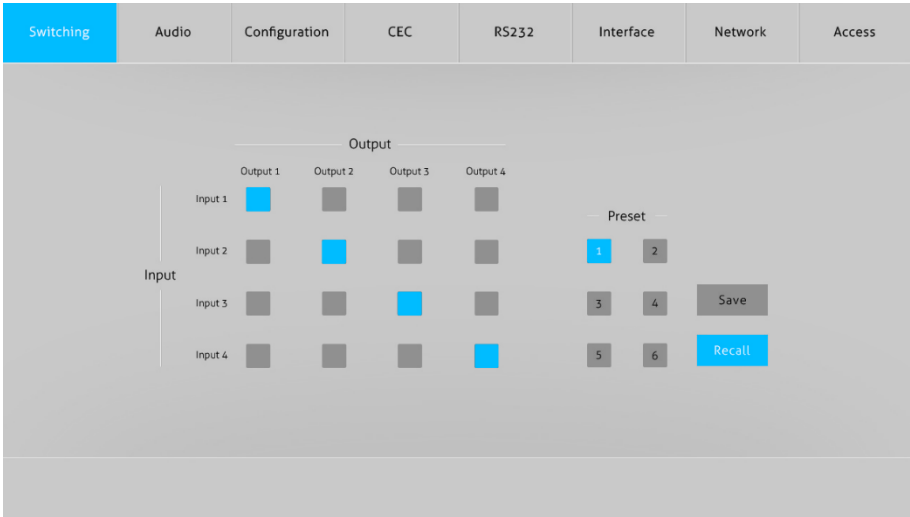 Switching Audio Configuration CEC RS232 Interface Network Access
Output
Output 1 Output 2 Output 3 Output 4
Input 1
Preset
Input 2
1 2
Input
Input 3
3 4
Save
Input 4
5 6
Recall